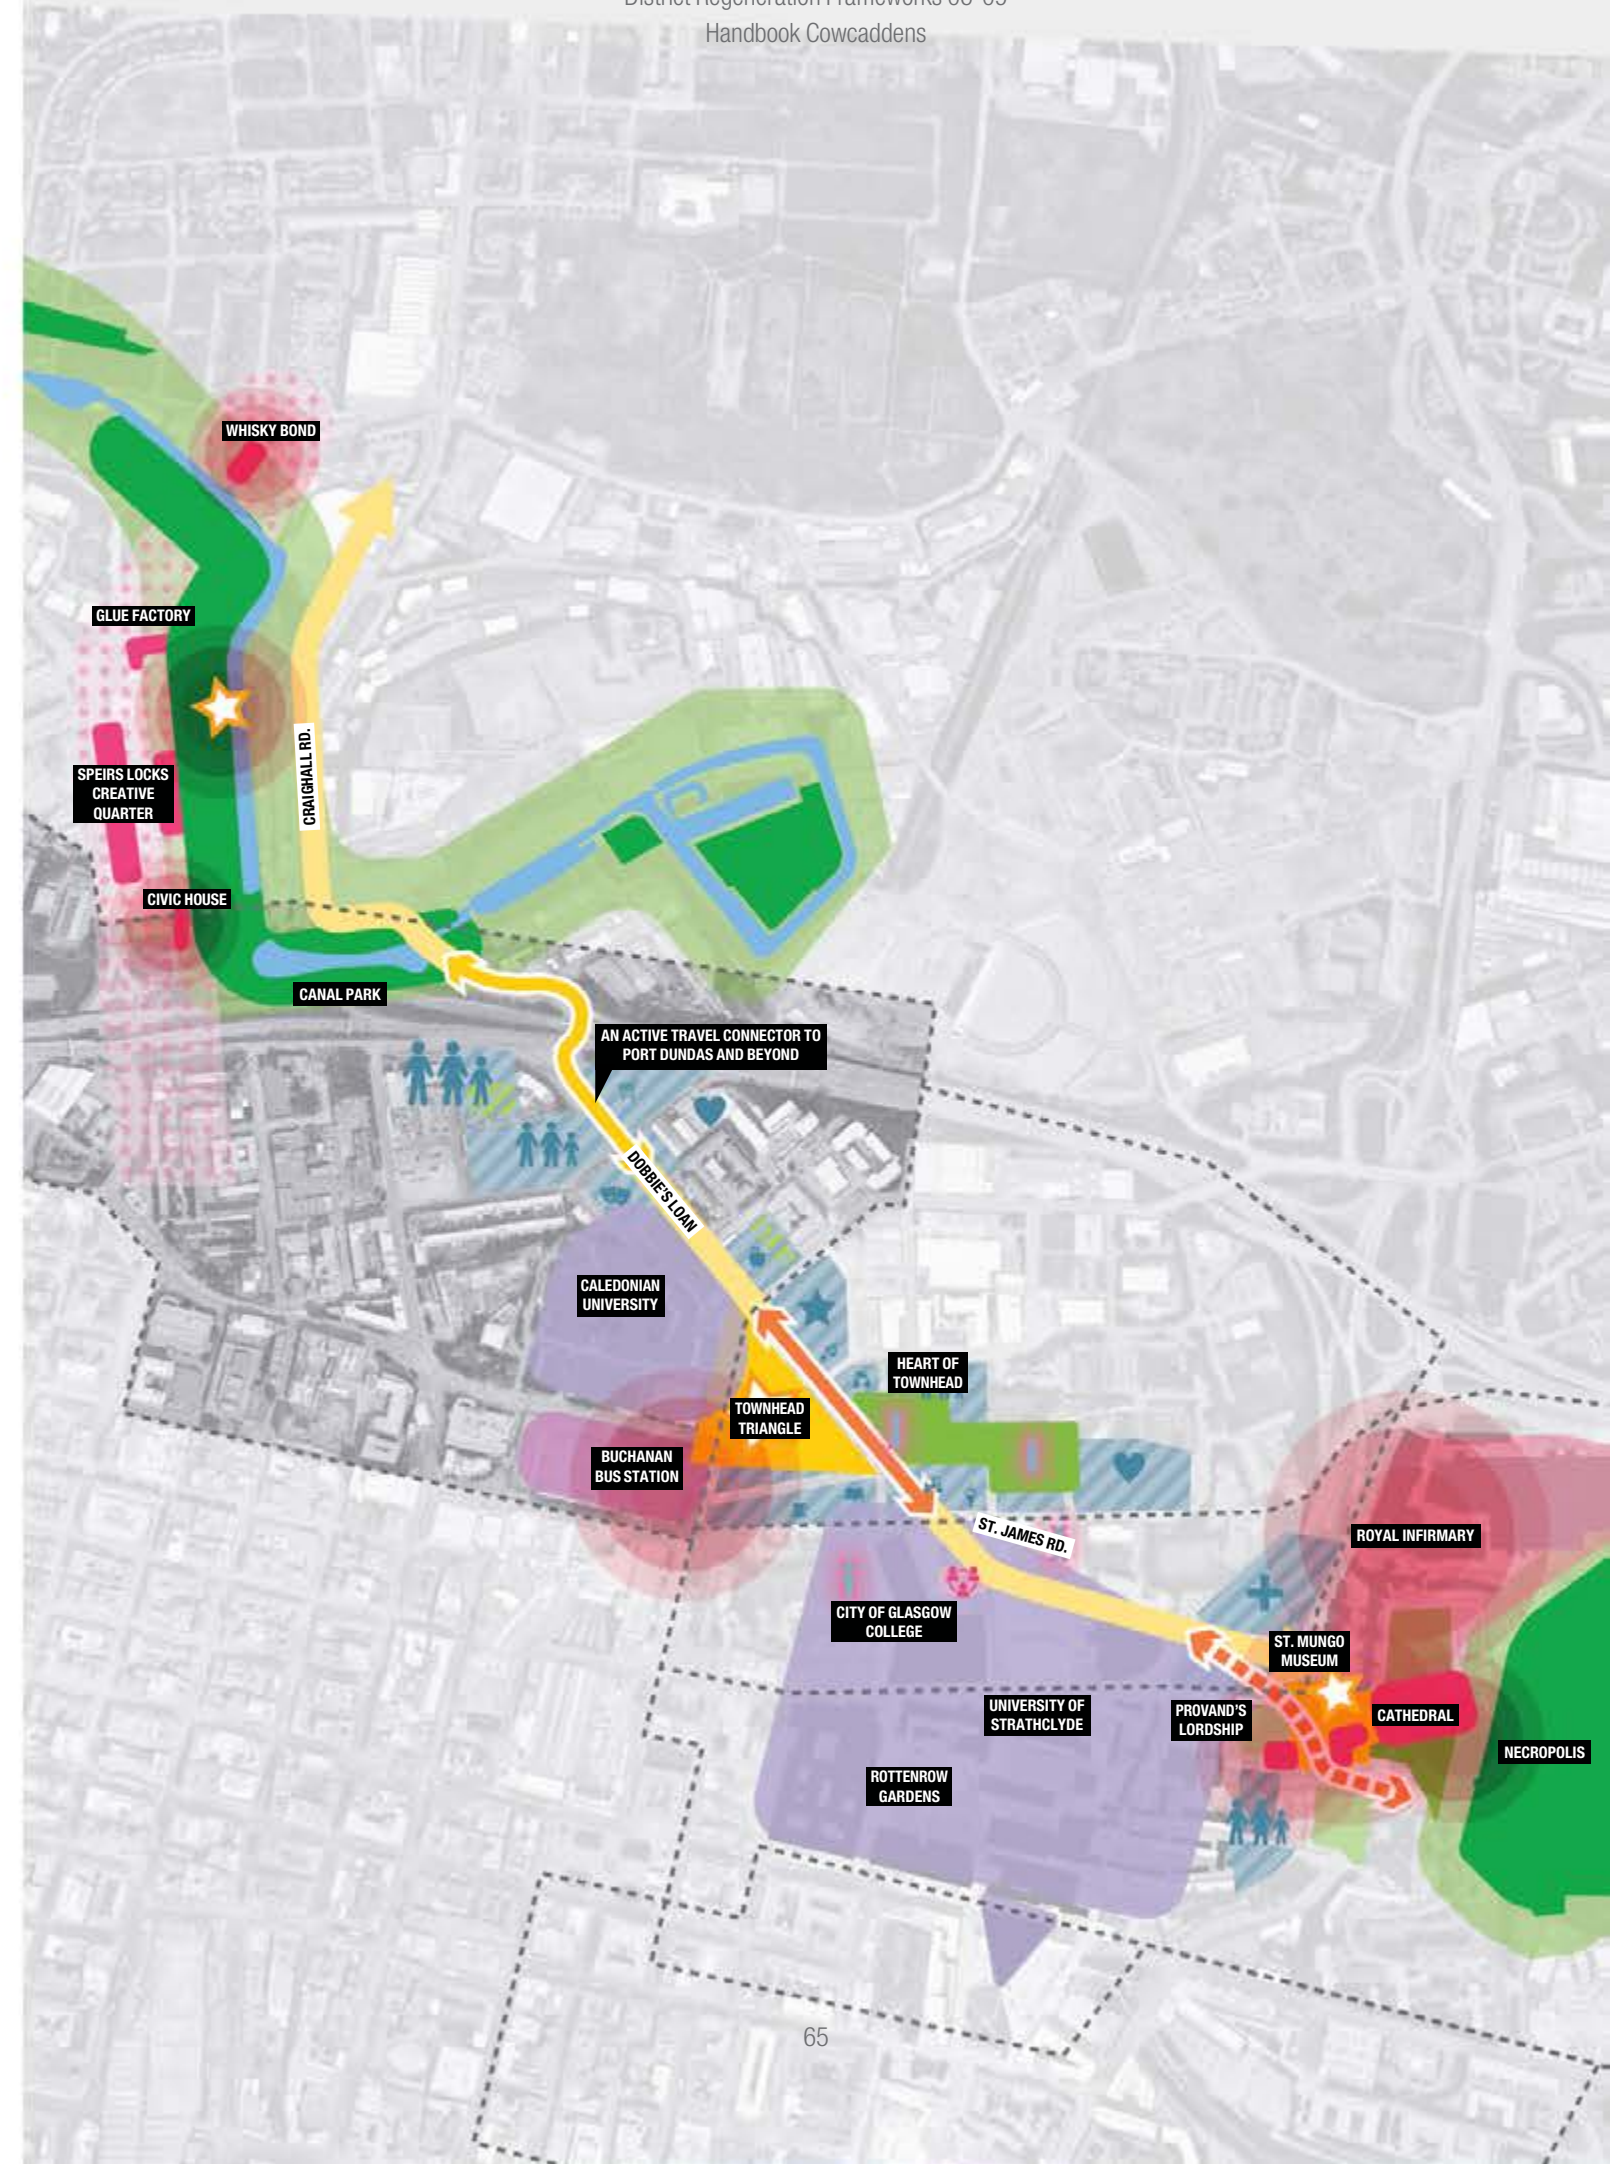 Handbook Cowcaddens
WHISKY BOND
GLUE FACTORY
CRAIGHALL RD.
SPEIRS LOCKS
CREATIVE
QUARTER
CIVIC HOUSE
CANAL PARK
AN ACTIVE TRAVEL CONNECTOR TO
PORT DUNDAS AND BEYOND
DOBBIE'S LOAN
CALEDONIAN
UNIVERSITY
HEART OF
TOWNHEAD
TOWNHEAD
TRIANGLE
BUCHANAN
BUS STATION
ST. JAMES RD.
ROYAL INFIRMARY
CITY OF GLASGOW
COLLEGE
ST. MUNGO
MUSEUM
UNIVERSITY OF
STRATHCLYDE
PROVAND'S
LORDSHIP
CATHEDRAL
NECROPOLIS
ROTTENROW
GARDENS
65